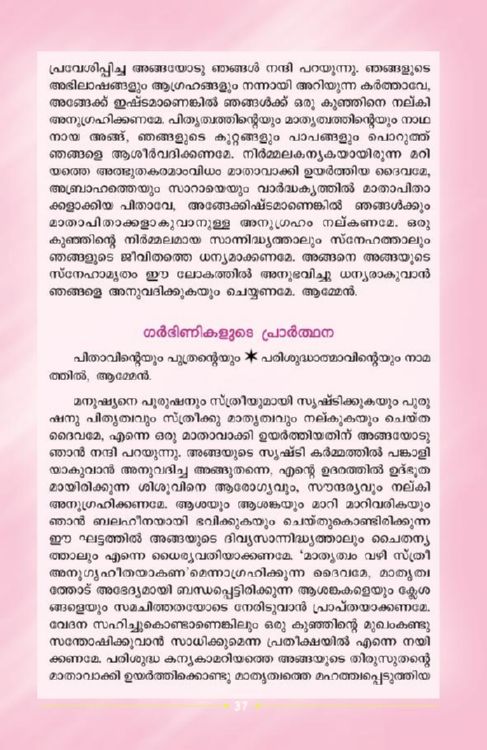 പ്രവേശിപ്പിച്ച അങ്ങയോടു ഞങ്ങൾ നന്ദി പറയുന്നു. ഞങ്ങളുടെ
അഭിലാഷങ്ങളും ആഗ്രഹങ്ങളും നന്നായി അറിയുന്ന കർത്താവേ,
അങ്ങേക്ക് ഇഷ്ടമാണെങ്കിൽ ഞങ്ങൾക്ക് ഒരു കുഞ്ഞിനെ നല്കി
അനുഗ്രഹിക്കണമേ. പിതൃത്വത്തിന്റെയും മാതൃത്വത്തിന്റെയും നാഥ
നായ അങ്ങ്, ഞങ്ങളുടെ കുറ്റങ്ങളും പാപങ്ങളും പൊറുത്ത്
ഞങ്ങളെ ആശീർവദിക്കണമേ. നിർമ്മലകന്യകയായിരുന്ന മറി
യത്തെ അത്ഭുതകരമാംവിധം മാതാവാക്കി ഉയർത്തിയ ദൈവമേ,
അബ്രാഹത്തെയും സാറായെയും വാർദ്ധക്യത്തിൽ മാതാപിതാ
ക്കളാക്കിയ പിതാവേ, അങ്ങേക്കിഷ്ടമാണെങ്കിൽ ഞങ്ങൾക്കും
മാതാപിതാക്കളാകുവാനുള്ള അനുഗ്രഹം നല്കണമേ. ഒരു
കുഞ്ഞിന്റെ നിർമ്മലമായ സാന്നിദ്ധ്യത്താലും സ്നേഹത്താലും
ഞങ്ങളുടെ ജീവിതത്തെ ധന്യമാക്കണമേ. അങ്ങനെ അങ്ങയുടെ
സ്നേഹാമൃതം ഈ ലോകത്തിൽ അനുഭവിച്ചു ധന്യരാകുവാൻ
ഞങ്ങളെ അനുവദിക്കുകയും ചെയ്യണമേ. ആമ്മേൻ.
ഗർഭിണികളുടെ പ്രാർത്ഥന
പിതാവിന്റെയും പുത്രന്റെയും ✶ പരിശുദ്ധാത്മാവിന്റെയും നാമ
ത്തിൽ, ആമ്മേൻ.
മനുഷ്യനെ പുരുഷനും സ്ത്രീയുമായി സൃഷ്ടിക്കുകയും പുരു
ഷനു പിതൃത്വവും സ്ത്രീക്കു മാതൃത്വവും നല്കുകയും ചെയ്ത
ദൈവമേ, എന്നെ ഒരു മാതാവാക്കി ഉയർത്തിയതിന് അങ്ങയോടു
ഞാൻ നന്ദി പറയുന്നു. അങ്ങയുടെ സൃഷ്ടി കർമ്മത്തിൽ പങ്കാളി
യാകുവാൻ അനുവദിച്ച അങ്ങുതന്നെ, എന്റെ ഉദരത്തിൽ ഉദ്ഭൂത
മായിരിക്കുന്ന ശിശുവിനെ ആരോഗ്യവും, സൗന്ദര്യവും നല്കി
അനുഗ്രഹിക്കണമേ. ആശയും ആശങ്കയും മാറി മാറിവരികയും
ഞാൻ ബലഹീനയായി ഭവിക്കുകയും ചെയ്തുകൊണ്ടിരിക്കുന്ന
ഈ ഘട്ടത്തിൽ അങ്ങയുടെ ദിവ്യസാന്നിദ്ധ്യത്താലും ചൈതന്യ
ത്താലും എന്നെ ധൈര്യവതിയാക്കണമേ. ‘മാതൃത്വം വഴി സ്ത്രീ
അനുഗൃഹീതയാകണ’മെന്നാഗ്രഹിക്കുന്ന ദൈവമേ, മാതൃത്വ
ത്തോട് അഭേദ്യമായി ബന്ധപ്പെട്ടിരിക്കുന്ന ആശങ്കകളെയും ക്ലേശ
ങ്ങളെയും സമചിത്തതയോടെ നേരിടുവാൻ പ്രാപ്തയാക്കണമേ.
വേദന സഹിച്ചുകൊണ്ടാണെങ്കിലും ഒരു കുഞ്ഞിന്റെ മുഖംകണ്ടു
സന്തോഷിക്കുവാൻ സാധിക്കുമെന്ന പ്രതീക്ഷയിൽ എന്നെ നയി
ക്കണമേ. പരിശുദ്ധ കന്യകാമറിയത്തെ അങ്ങയുടെ തിരുസുതന്റെ
മാതാവാക്കി ഉയർത്തിക്കൊണ്ടു മാതൃത്വത്തെ മഹത്ത്വപ്പെടുത്തിയ
37